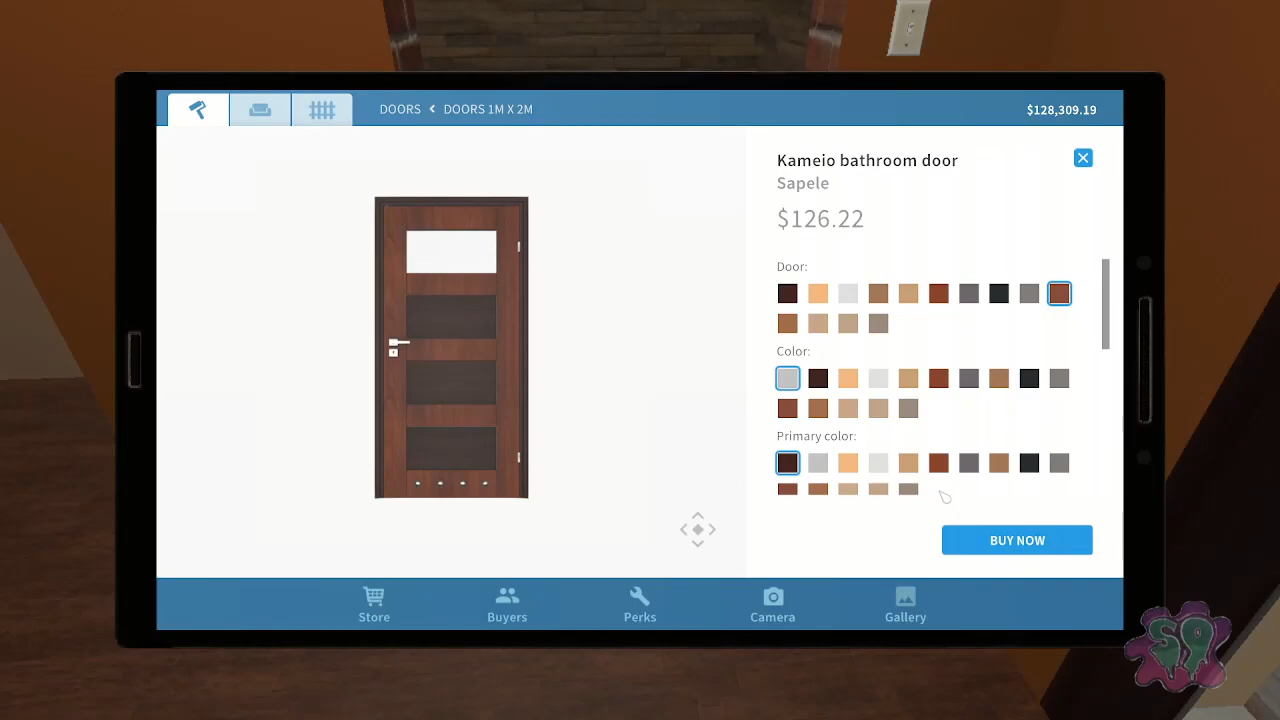 DOORS < DOORS 1M X 2M
$128,309.19
Kameio bathroom door
Sapele
$126.22
Door:
Color:
Primary color:
BUY NOW
Store
Buyers
Perks
Camera
Gallery
S9